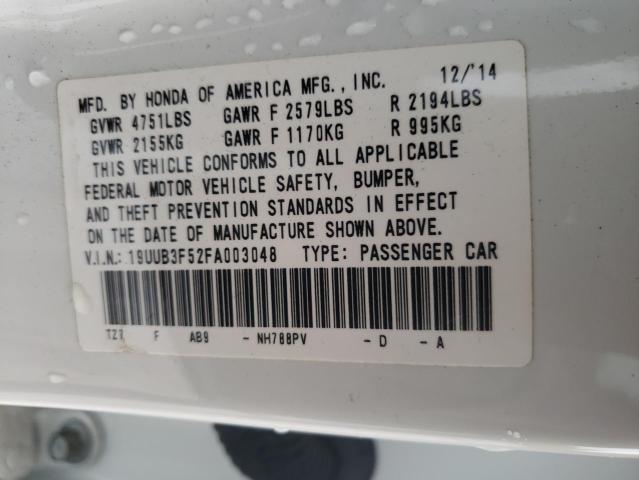 MFD. BY HONDA OF AMERICA MFG., INC. 12/'14
GVWR 4751LBS GAWR F 2579LBS R 2194LBS
GVWR 2155KG GAWR F 1170KG R 995KG
THIS VEHICLE CONFORMS TO ALL APPLICABLE
FEDERAL MOTOR VEHICLE SAFETY, BUMPER,
AND THEFT PREVENTION STANDARDS IN EFFECT
ON THE DATE OF MANUFACTURE SHOWN ABOVE.
V.I.N.: 19UUB3F52FA003048 TYPE: PASSENGER CAR
F AB9 - NH788PV - D - A